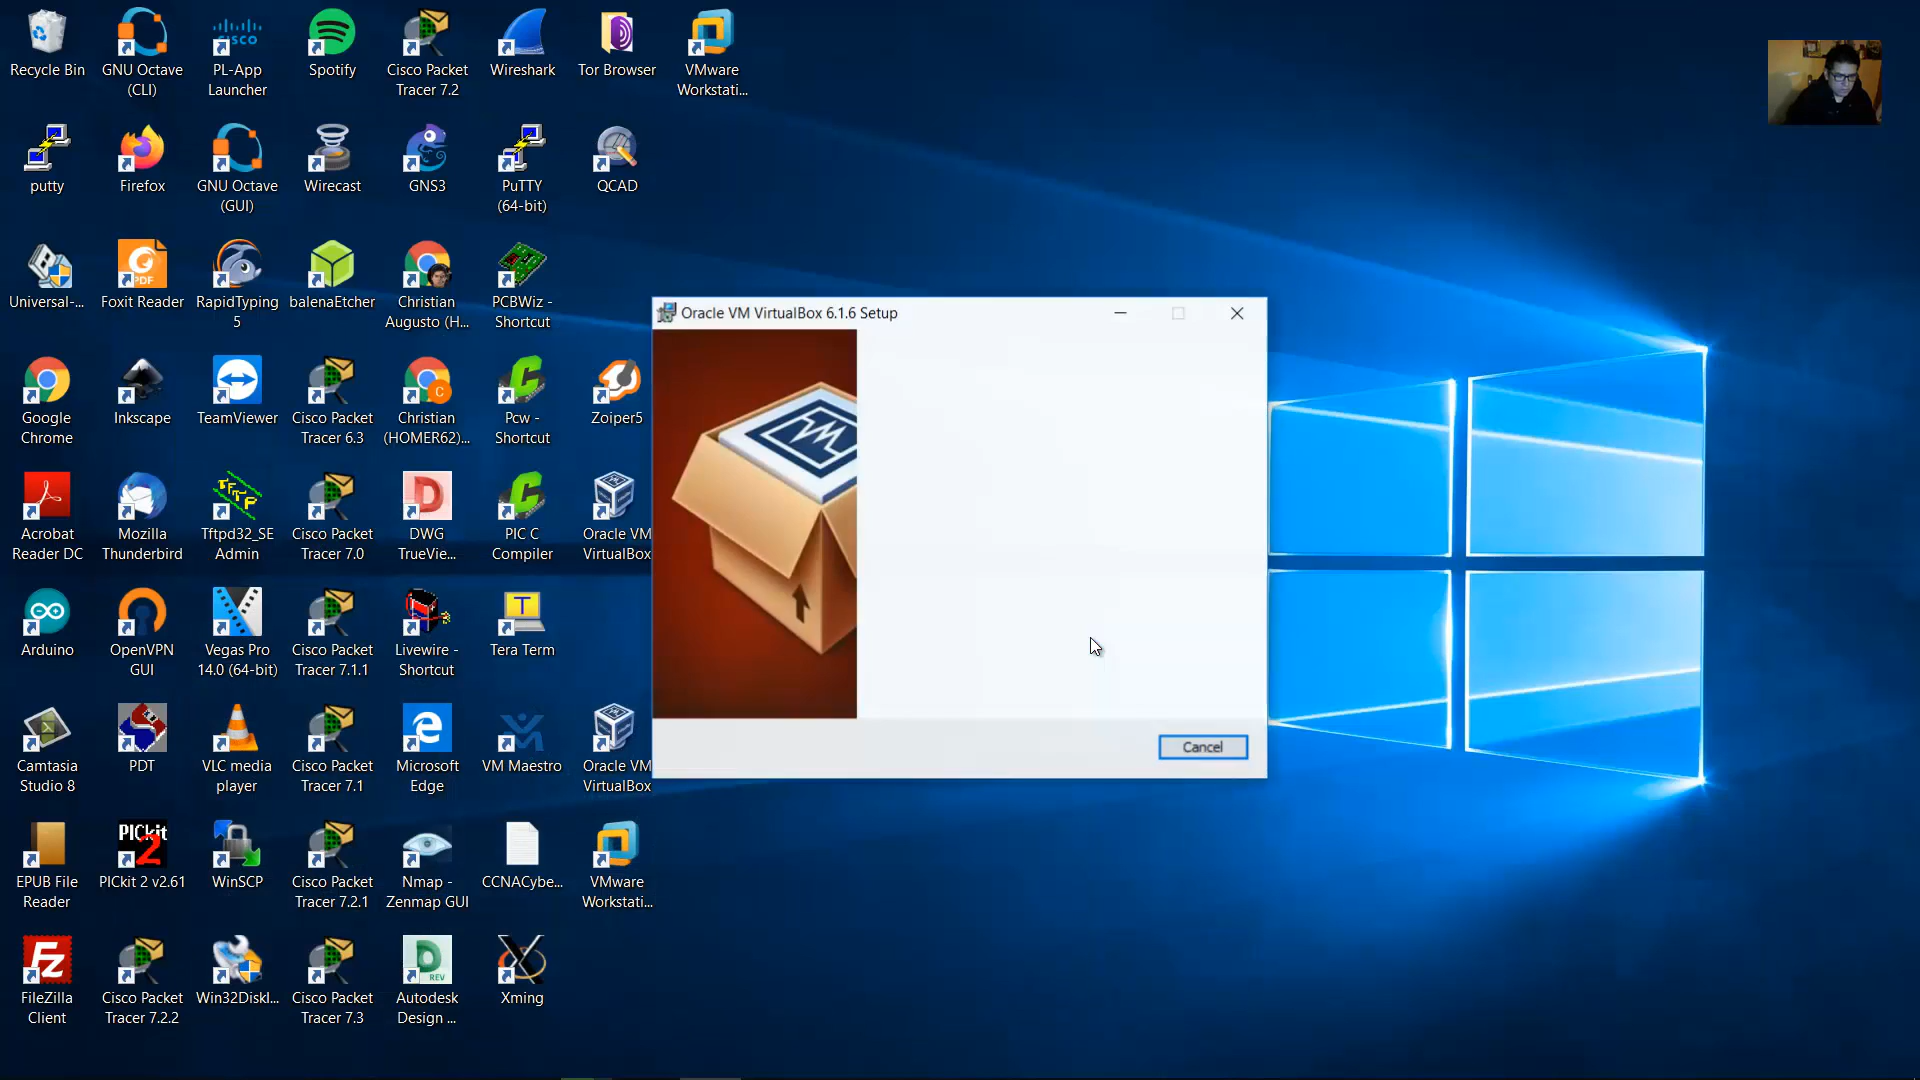 Recycle Bin
GNU Octave
(CLI)
PL-App
Launcher
Spotify
Cisco Packet
Tracer 7.2
Wireshark
Tor Browser
VMware
Workstati...
putty
Firefox
GNU Octave
(GUI)
Wirecast
GNS3
PuTTY
(64-bit)
QCAD
Universal-...
Foxit Reader
RapidTyping
5
balenaEtcher
Christian
Augusto (H...
PCBWiz -
Shortcut
Google
Chrome
Inkscape
TeamViewer
Cisco Packet
Tracer 6.3
Christian
(HOMER62)...
Pcw -
Shortcut
Zoiper5
Acrobat
Reader DC
Mozilla
Thunderbird
Tftpd32_SE
Admin
Cisco Packet
Tracer 7.0
DWG
TrueVie...
PIC C
Compiler
Oracle VM
VirtualBox
Arduino
OpenVPN
GUI
Vegas Pro
14.0 (64-bit)
Cisco Packet
Tracer 7.1.1
Livewire -
Shortcut
Tera Term
Camtasia
Studio 8
PDT
VLC media
player
Cisco Packet
Tracer 7.1
Microsoft
Edge
VM Maestro
Oracle VM
VirtualBox
EPUB File
Reader
PICkit 2 v2.61
WinSCP
Cisco Packet
Tracer 7.2.1
Nmap -
Zenmap GUI
CCNACybe...
VMware
Workstati...
FileZilla
Client
Cisco Packet
Tracer 7.2.2
Win32DiskI...
Cisco Packet
Tracer 7.3
Autodesk
Design ...
Xming
Oracle VM VirtualBox 6.1.6 Setup
Cancel
cisco
PDF
PICkit
2
TFTP
REV